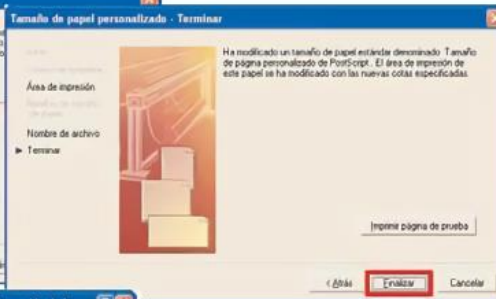 Tamaño de papel personalizado - Terminar
Ha modificado un tamaño de papel estándar denominado Tamaño
de página personalizado de PostScript. El área de impresión de
este papel se ha modificado con las nuevas cotas especificadas.
Área de impresión
Nombre de archivo
Terminar
Imprimir página de prueba
< Atrás
Finalizar
Cancelar